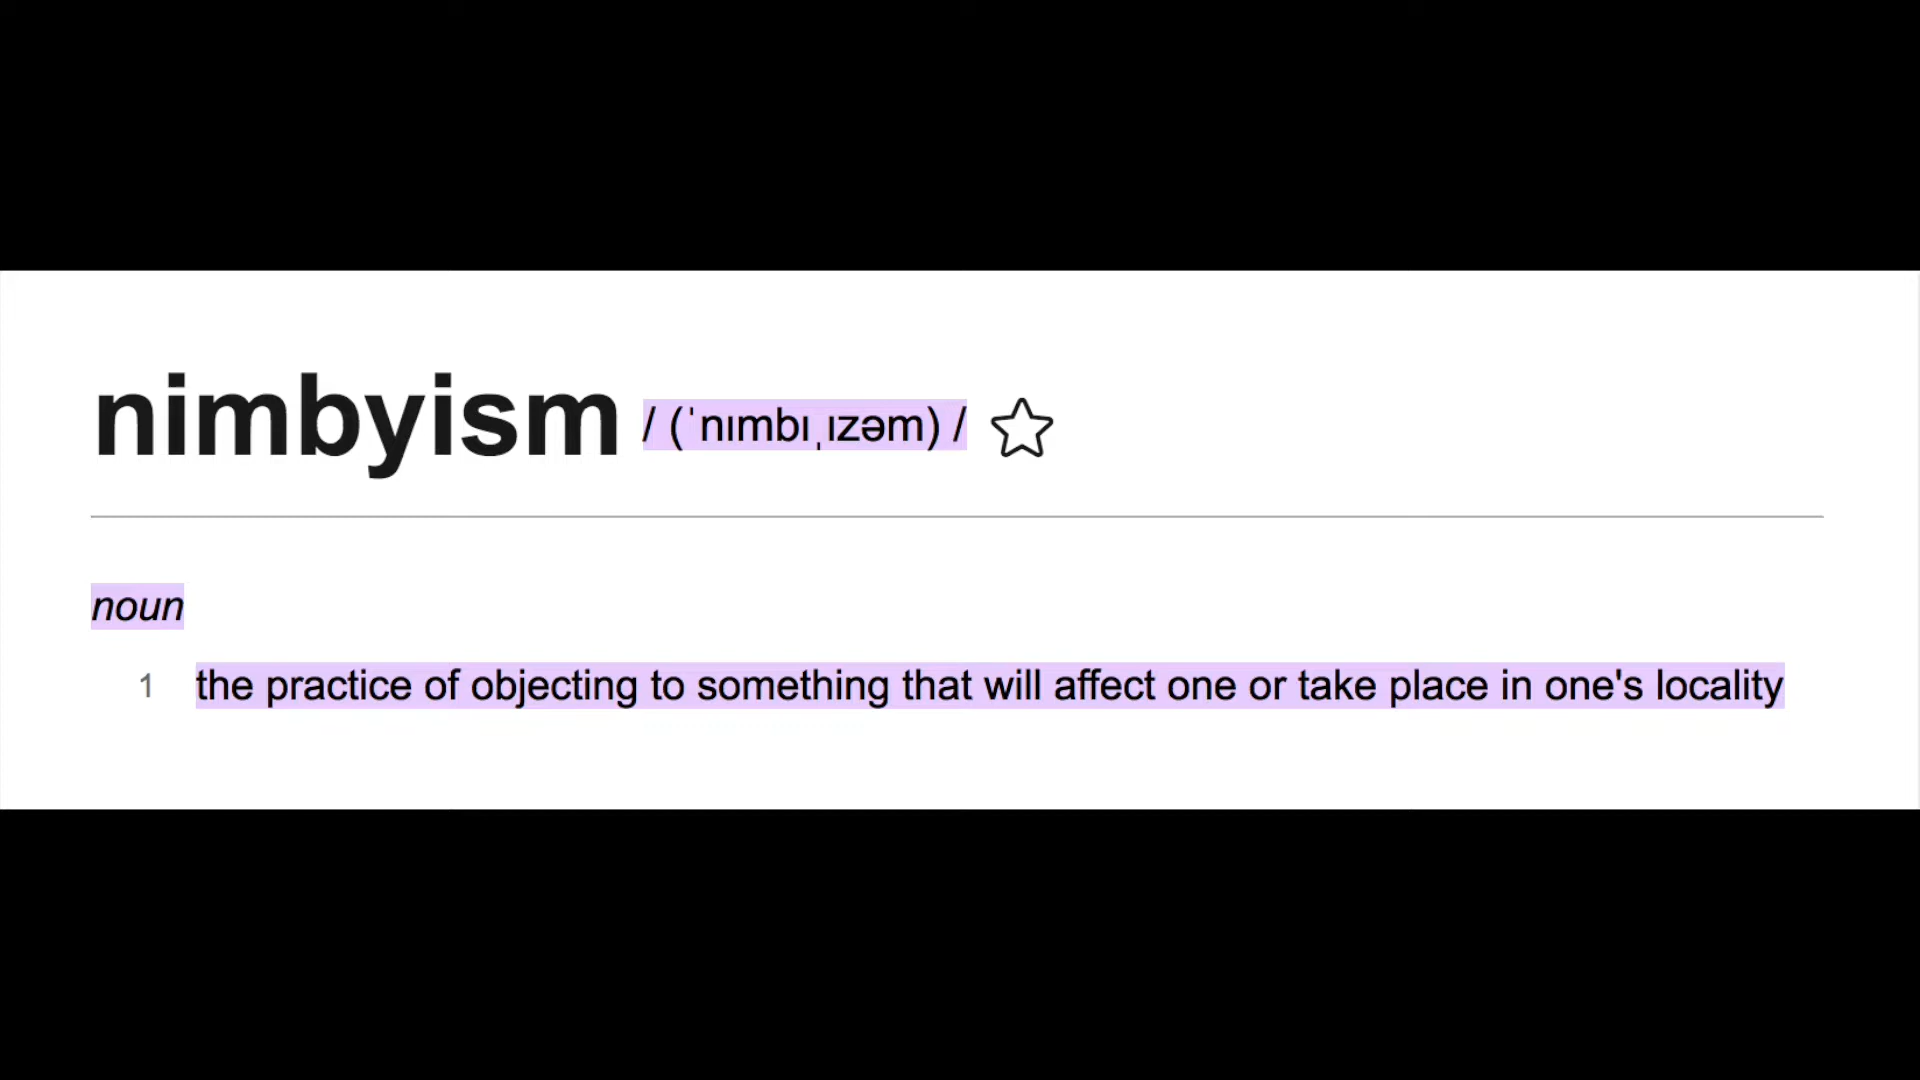 nimbyism / (ˈnɪmbɪˌɪzəm) /
noun
1 the practice of objecting to something that will affect one or take place in one's locality